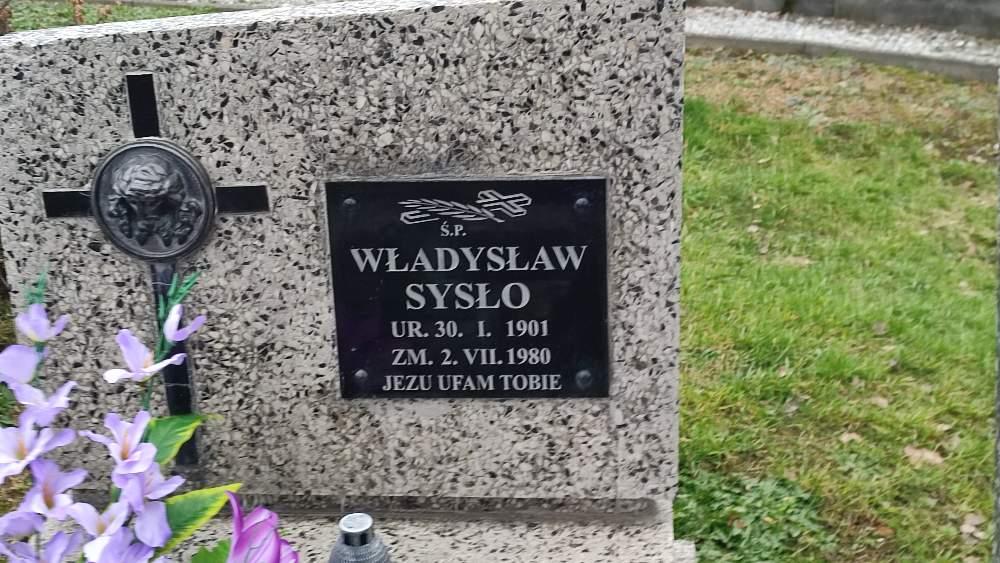 Ś.P.
WŁADYSŁAW
SYSŁO
UR. 30. I. 1901
ZM. 2. VII. 1980
JEZU UFAM TOBIE